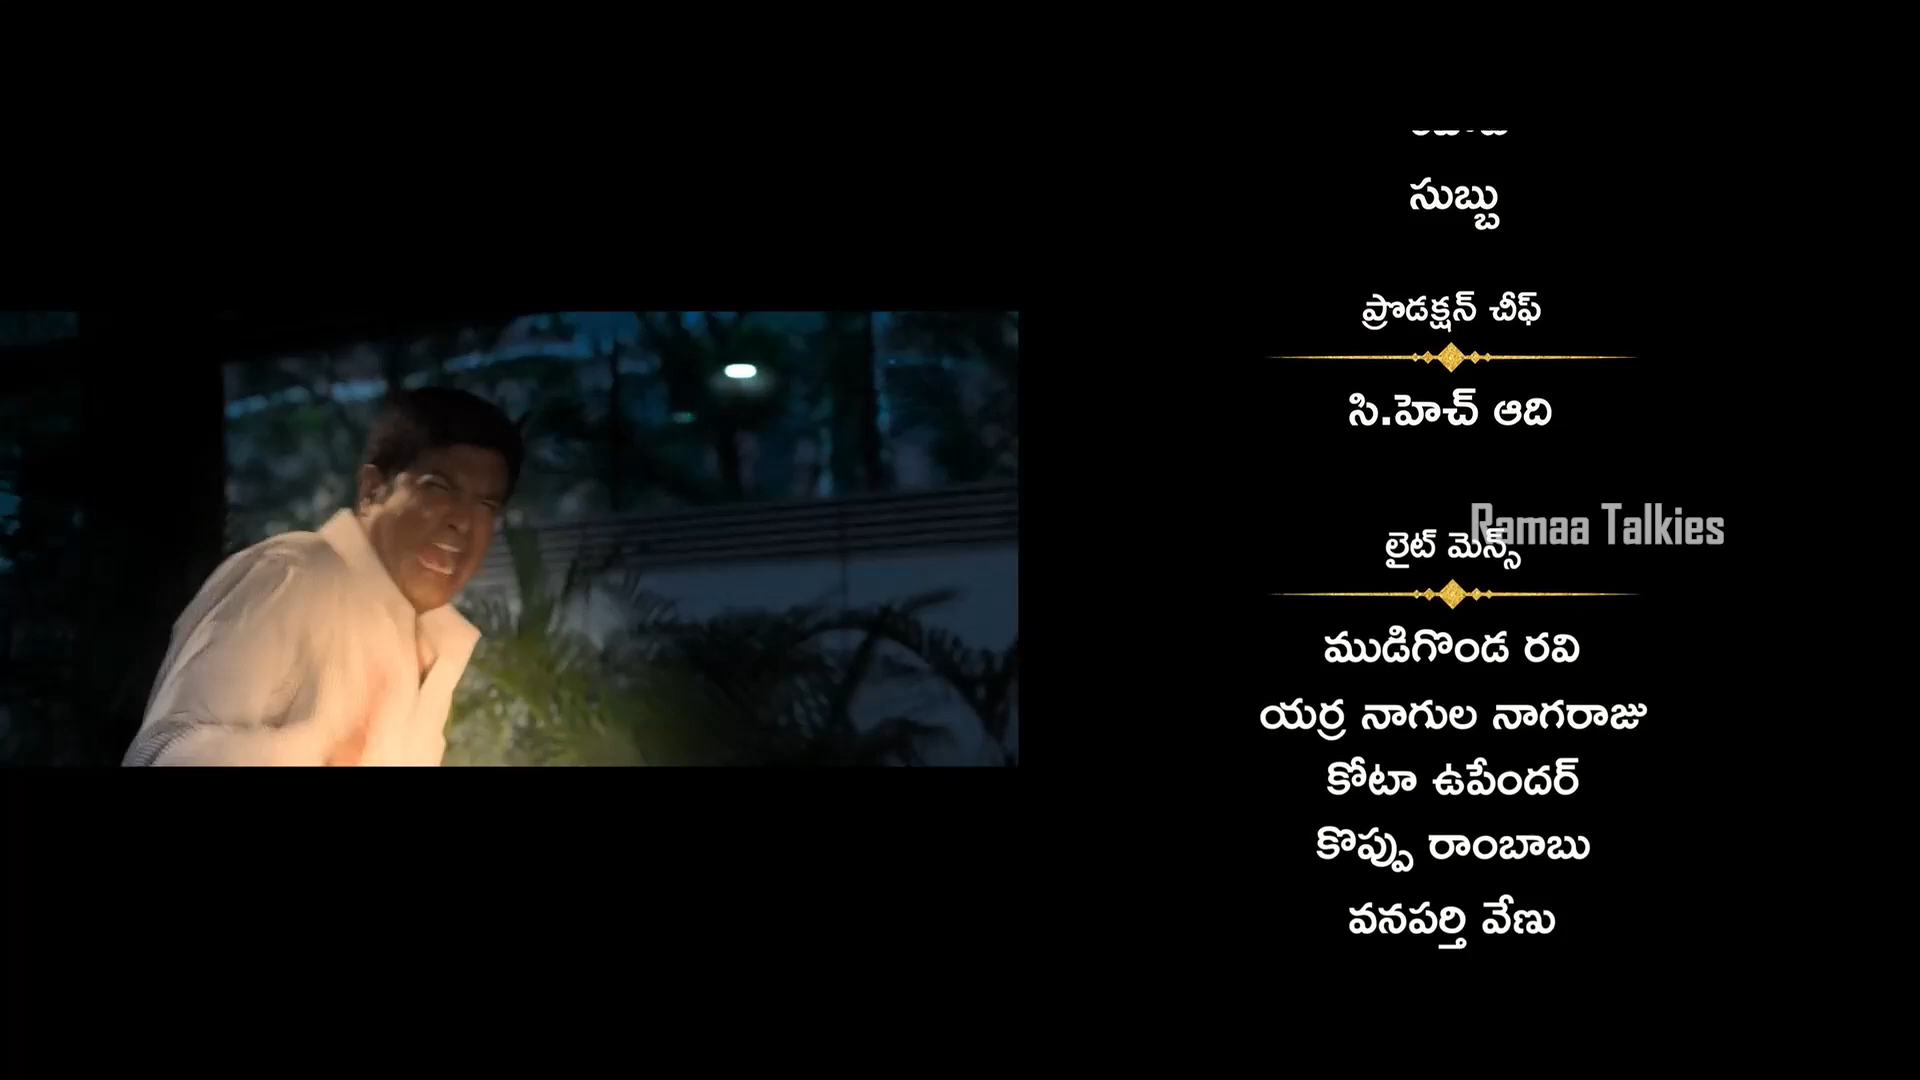 సుబ్బు
ప్రొడక్షన్ చీఫ్
సి.హెచ్ ఆది
Ramaa Talkies
లైట్ మెన్స్
ముడిగొండ రవి
యర్ర నాగుల నాగరాజు
కోటా ఉపేందర్
కొప్పు రాంబాబు
వనపర్తి వేణు